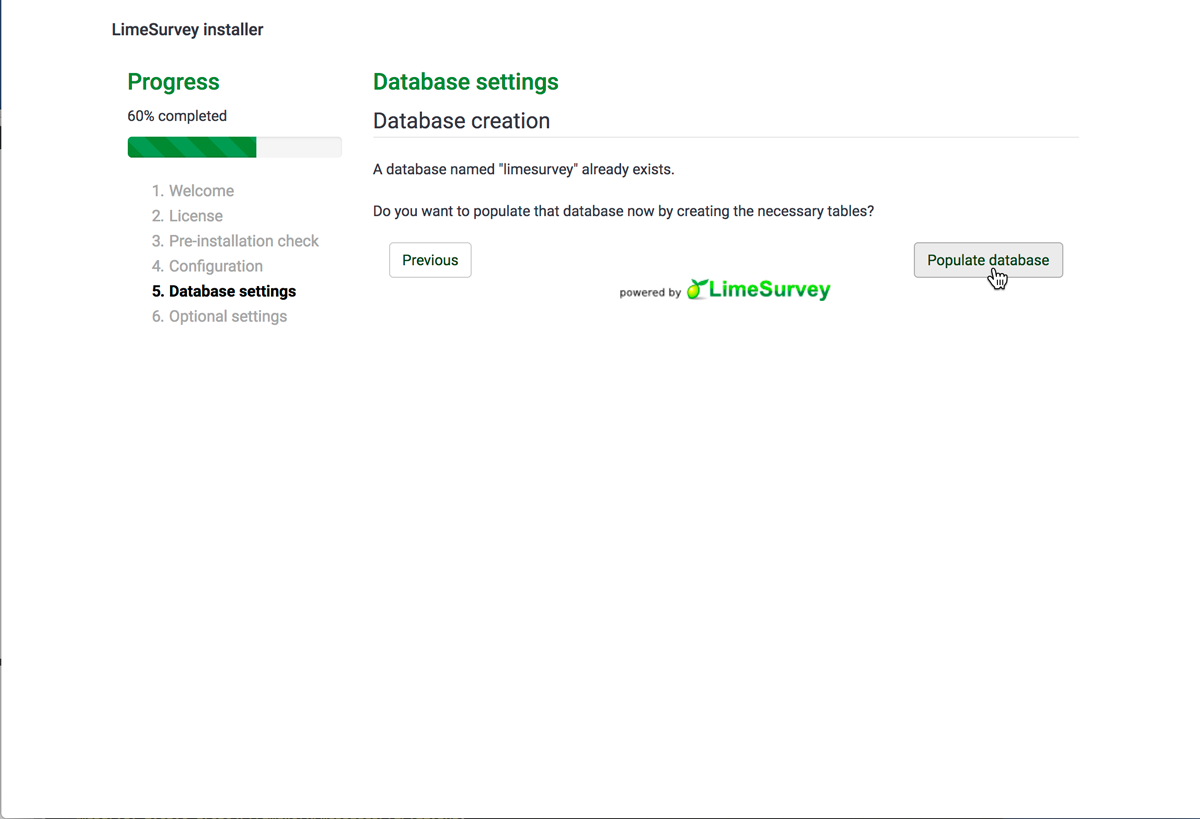 LimeSurvey installer
Progress
60% completed
1. Welcome
2. License
3. Pre-installation check
4. Configuration
5. Database settings
6. Optional settings
Database settings
Database creation
A database named "limesurvey" already exists.
Do you want to populate that database now by creating the necessary tables?
Previous
Populate database
powered by LimeSurvey